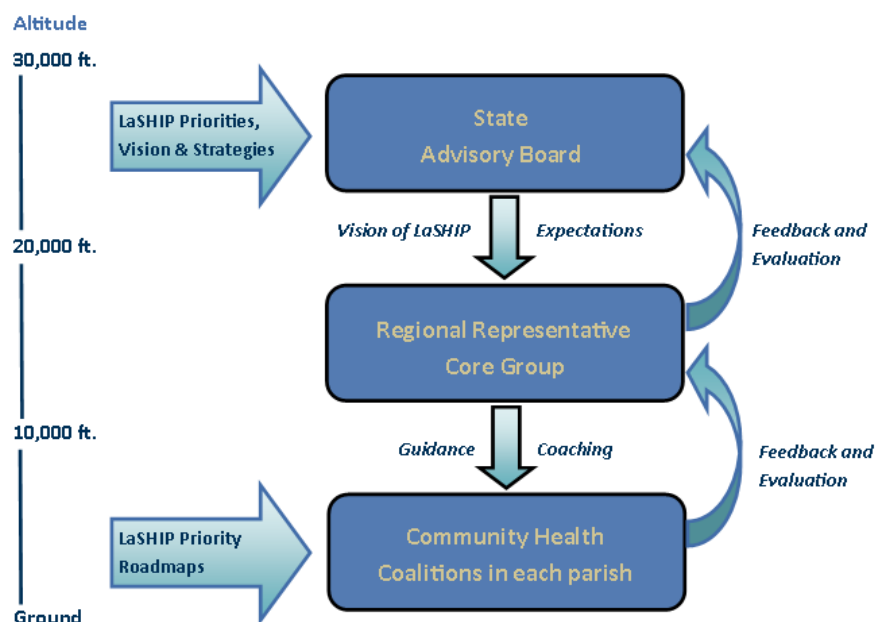 Altitude
30,000 ft.
LaSHIP Priorities,
Vision & Strategies
State
Advisory Board
Vision of LaSHIP
Expectations
Feedback and
Evaluation
20,000 ft.
Regional Representative
Core Group
10,000 ft.
Guidance
Coaching
Feedback and
Evaluation
LaSHIP Priority
Roadmaps
Community Health
Coalitions in each parish
Ground